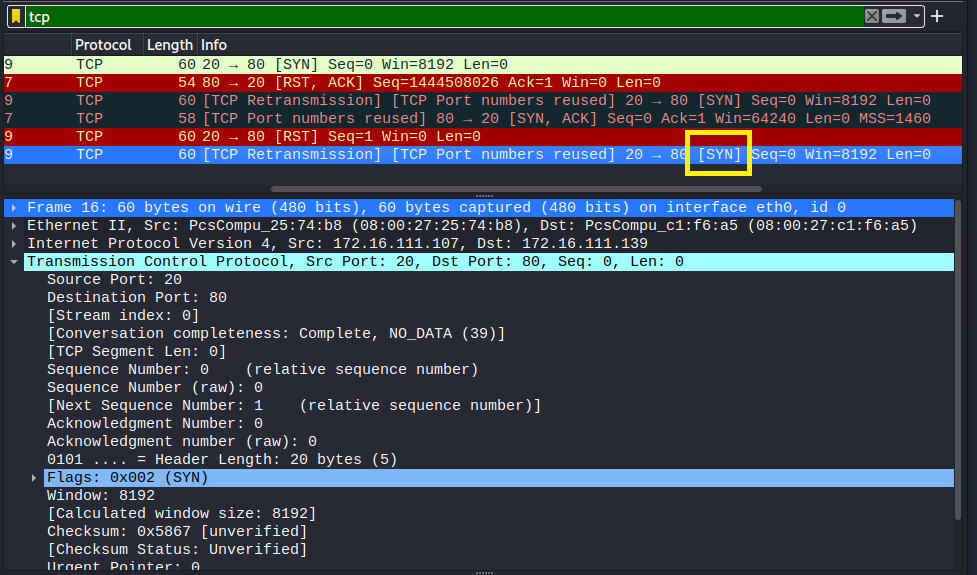 tcp
Protocol Length Info
9 TCP 60 20 → 80 [SYN] Seq=0 Win=8192 Len=0
7 TCP 54 80 → 20 [RST, ACK] Seq=1444508026 Ack=1 Win=0 Len=0
9 TCP 60 [TCP Retransmission] [TCP Port numbers reused] 20 → 80 [SYN] Seq=0 Win=8192 Len=0
7 TCP 58 [TCP Port numbers reused] 80 → 20 [SYN, ACK] Seq=0 Ack=1 Win=64240 Len=0 MSS=1460
9 TCP 60 20 → 80 [RST] Seq=1 Win=0 Len=0
9 TCP 60 [TCP Retransmission] [TCP Port numbers reused] 20 → 80 [SYN] Seq=0 Win=8192 Len=0
Frame 16: 60 bytes on wire (480 bits), 60 bytes captured (480 bits) on interface eth0, id 0
Ethernet II, Src: PcsCompu_25:74:b8 (08:00:27:25:74:b8), Dst: PcsCompu_c1:f6:a5 (08:00:27:c1:f6:a5)
Internet Protocol Version 4, Src: 172.16.111.107, Dst: 172.16.111.139
Transmission Control Protocol, Src Port: 20, Dst Port: 80, Seq: 0, Len: 0
Source Port: 20
Destination Port: 80
[Stream index: 0]
[Conversation completeness: Complete, NO_DATA (39)]
[TCP Segment Len: 0]
Sequence Number: 0 (relative sequence number)
Sequence Number (raw): 0
[Next Sequence Number: 1 (relative sequence number)]
Acknowledgment Number: 0
Acknowledgment number (raw): 0
0101 .... = Header Length: 20 bytes (5)
Flags: 0x002 (SYN)
Window: 8192
[Calculated window size: 8192]
Checksum: 0x5867 [unverified]
[Checksum Status: Unverified]
Urgent Pointer: 0